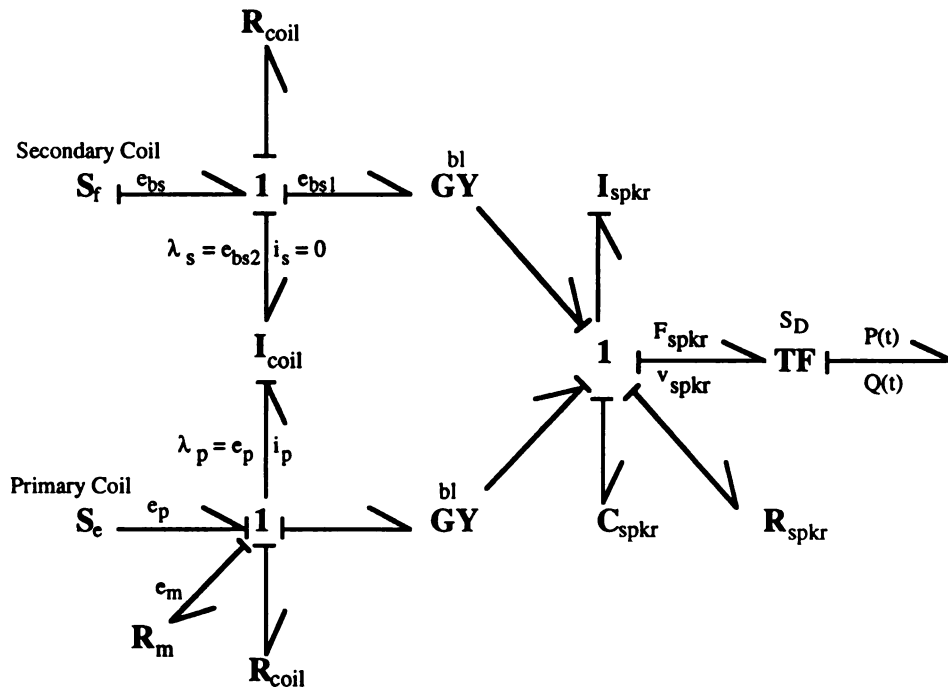 R_coil
Secondary Coil
S_f e_bs 1 e_bs1 bl GY I_spkr
λ_s = e_bs2 i_s = 0
I_coil
1 F_spkr v_spkr S_D TF P(t) Q(t)
λ_p = e_p i_p
Primary Coil
S_e e_p 1 bl GY C_spkr R_spkr
e_m
R_m
R_coil